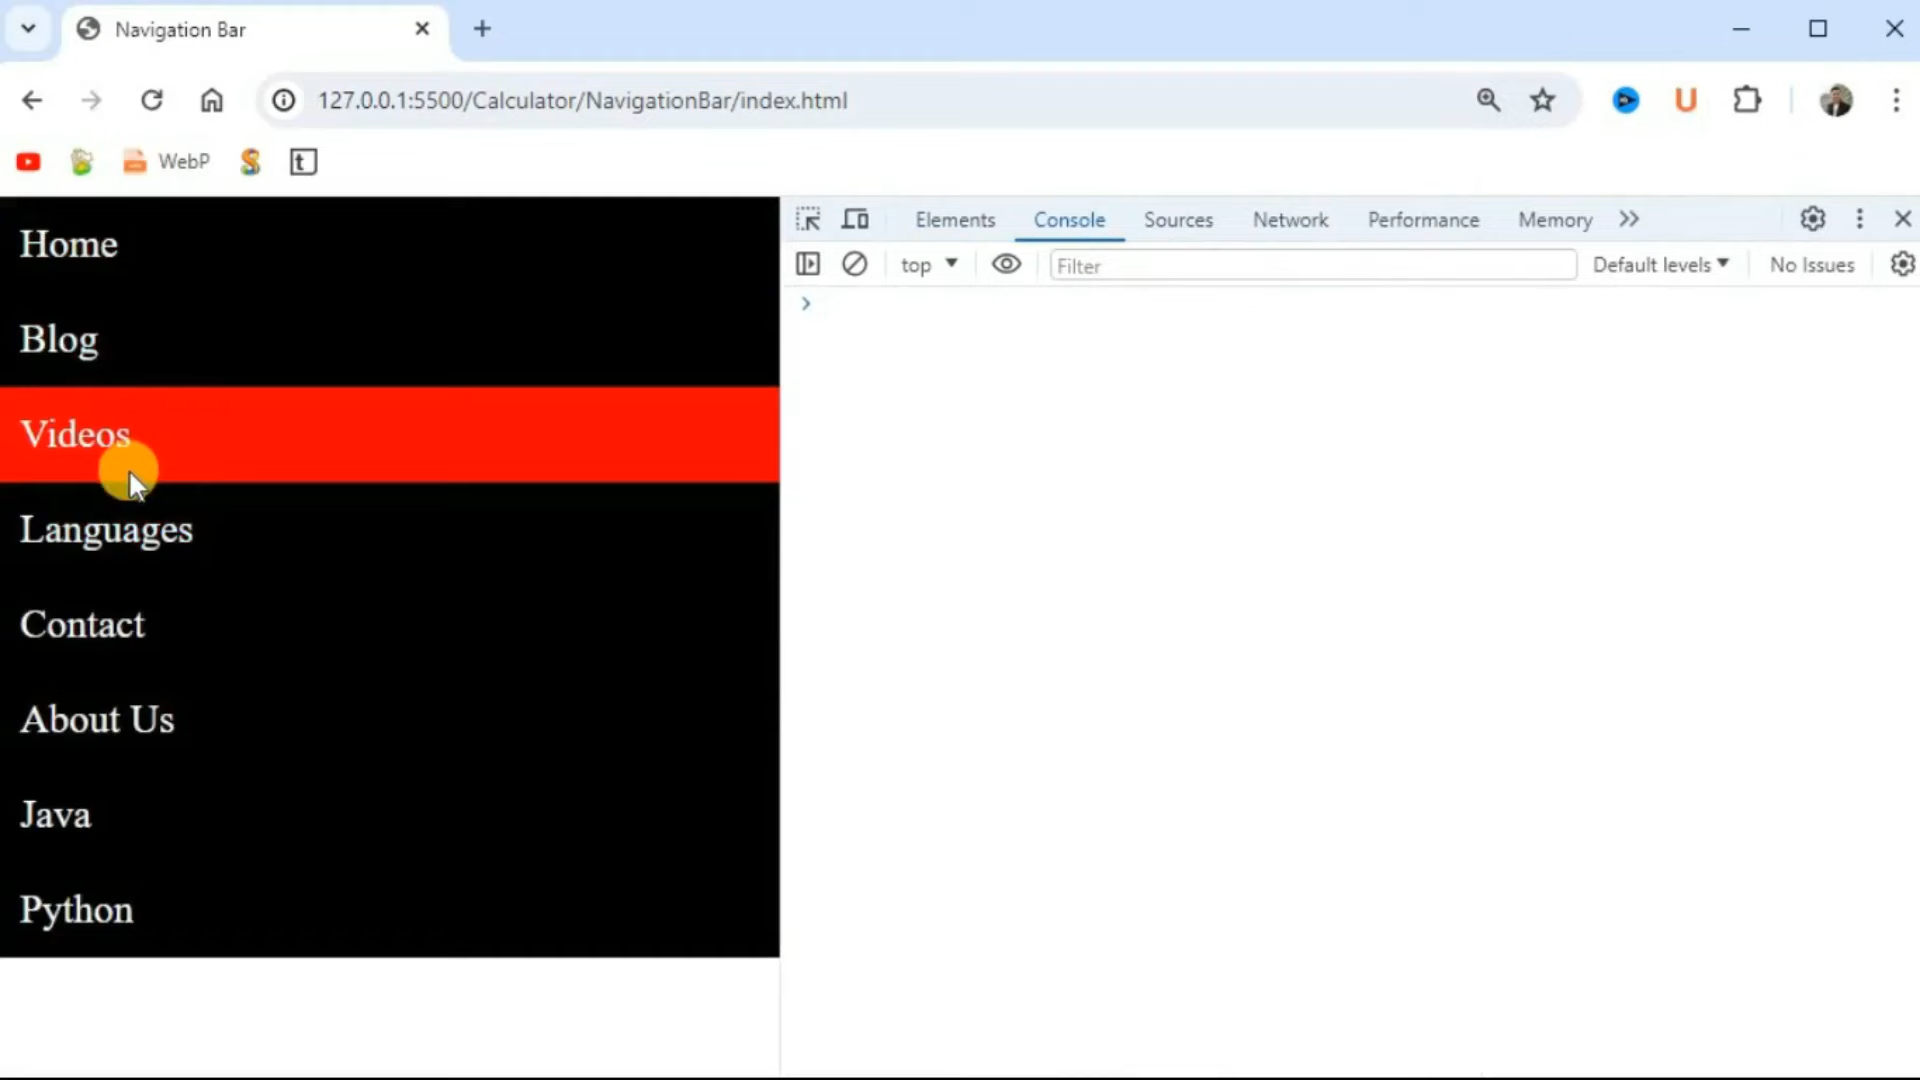 Navigation Bar
127.0.0.1:5500/Calculator/NavigationBar/index.html
U
WebP
S
t
Elements Console Sources Network Performance Memory
top Filter Default levels No Issues
Home
Blog
Videos
Languages
Contact
About Us
Java
Python